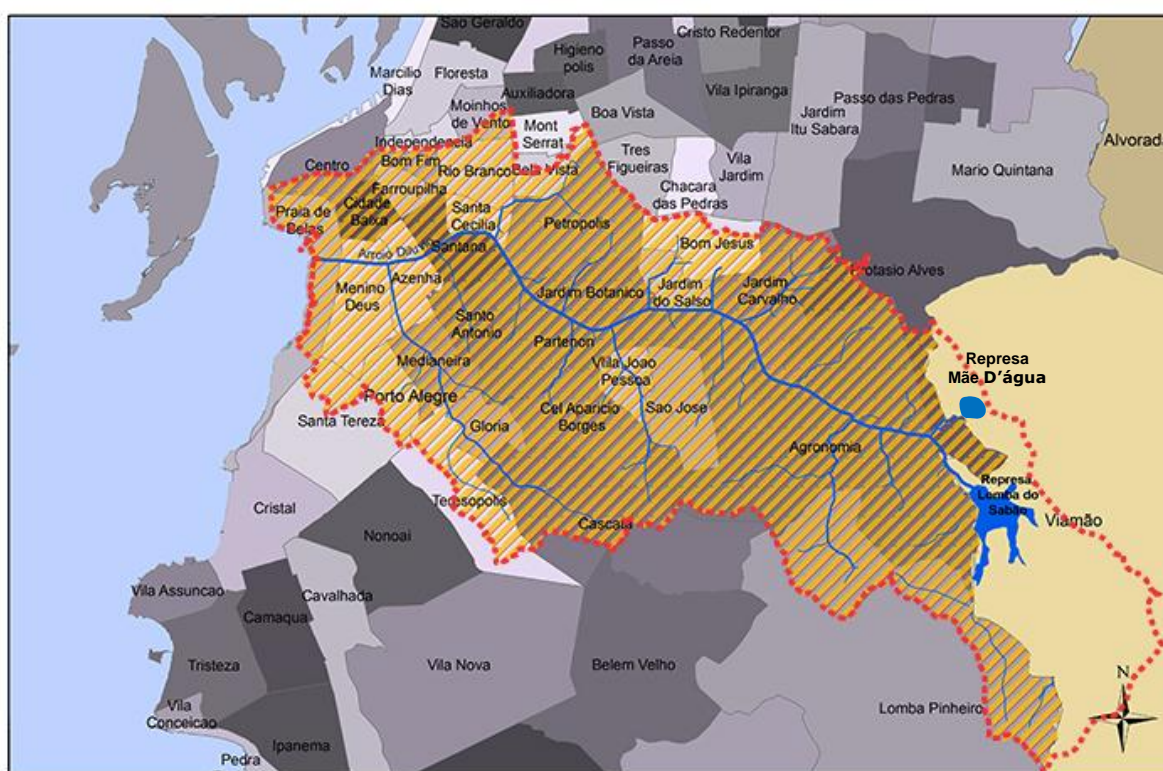 Sao Geraldo
Cristo Redentor
Higieno
polis
Passo
da Areia
Marcilio
Dias
Floresta
Auxiliadora
Vila Ipiranga
Passo das Pedras
Moinhos
de Vento
Boa Vista
Jardim
Itu Sabara
Alvorada
Mont
Serrat
Independencia
Centro
Bom Fim
Rio Branco
Bela Vista
Tres
Figueiras
Vila
Jardim
Mario Quintana
Chacara
das Pedras
Farroupilha
Cidade
Baixa
Praia de
Belas
Santa
Cecilia
Petropolis
Bom Jesus
Santana
Arroio Diluvio
Protasio Alves
Azenha
Menino
Deus
Jardim Botanico
Jardim
do Salso
Jardim
Carvalho
Santo
Antonio
Partenon
Medianeira
Vtila Joao
Pessoa
Represa
Mãe D'água
Porto Alegre
Santa Tereza
Gloria
Cel Aparicio
Borges
Sao Jose
Agronomia
Represa
Lomba do
Sabão
Viamão
Teresopolis
Cascata
Cristal
Nonoai
Vila Assuncao
Cavalhada
Camaqua
Tristeza
Vila Nova
Belem Velho
Lomba Pinheiro
N
Vila
Conceicao
Ipanema
Pedra